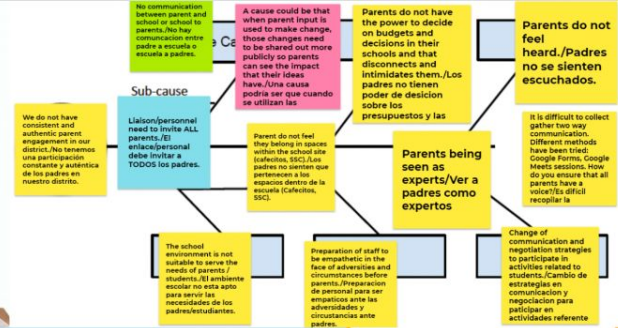 No communication
between parent and
school or school to
parents./No hay
comuncacion entre
padre a escuela o
escuela a padres.
e Ca
A cause could be that
when parent input is
used to make change,
those changes need
to be shared out more
publicly so parents
can see the impact
that their ideas
have./Una causa
podría ser que cuando
se utilizan las
Parents do not have
the power to decide
on budgets and
decisions in their
schools and that
disconnects and
intimidates them./Los
padres no tienen
poder de desicion
sobre los
presupuestos y las
Parents do not
feel
heard./Padres
no se sienten
escuchados.
Sub-cause
We do not have
consistent and
authentic parent
engagement in our
district./No tenemos
una participación
constante y auténtica
de los padres en
nuestro distrito.
Liaison/personnel
need to invite ALL
parents./El
enlace/personal
debe invitar a
TODOS los padres.
Parent do not feel
they belong in spaces
within the school site
(cafecitos, SSC)./Los
padres no sienten que
pertenecen a los
espacios dentro de la
escuela (Cafecitos,
SSC).
Parents being
seen as
experts/Ver a
padres como
expertos
It is difficult to collect
gather two way
communication.
Different methods
have been tried:
Google Forms, Google
Meets sessions. How
do you ensure that all
parents have a
voice?/Es dificil
recopilar la
The school
environment is not
suitable to serve the
needs of parents /
students./El ambiente
escolar no esta apto
para servir las
necesidades de los
padres/estudiantes.
Preparation of staff to
be empathetic in the
face of adversities and
circumstances before
parents./Preparacion
de personal para ser
empaticos ante las
adversidades y
circustancias ante
padres.
Change of
communication and
negotiation strategies
to participate in
activities related to
students./Cambio de
estrategias en
comunicacion y
negociacion para
paticipar en
actividades referente